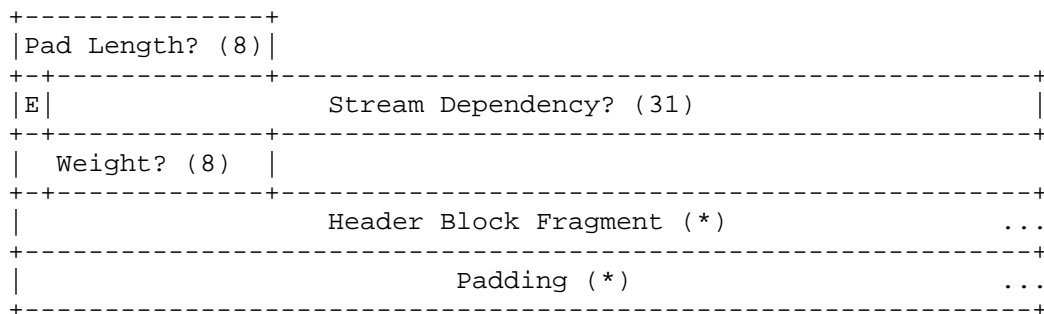 Pad Length? (8)
E Stream Dependency? (31)
Weight? (8)
Header Block Fragment (*) ...
Padding (*) ...